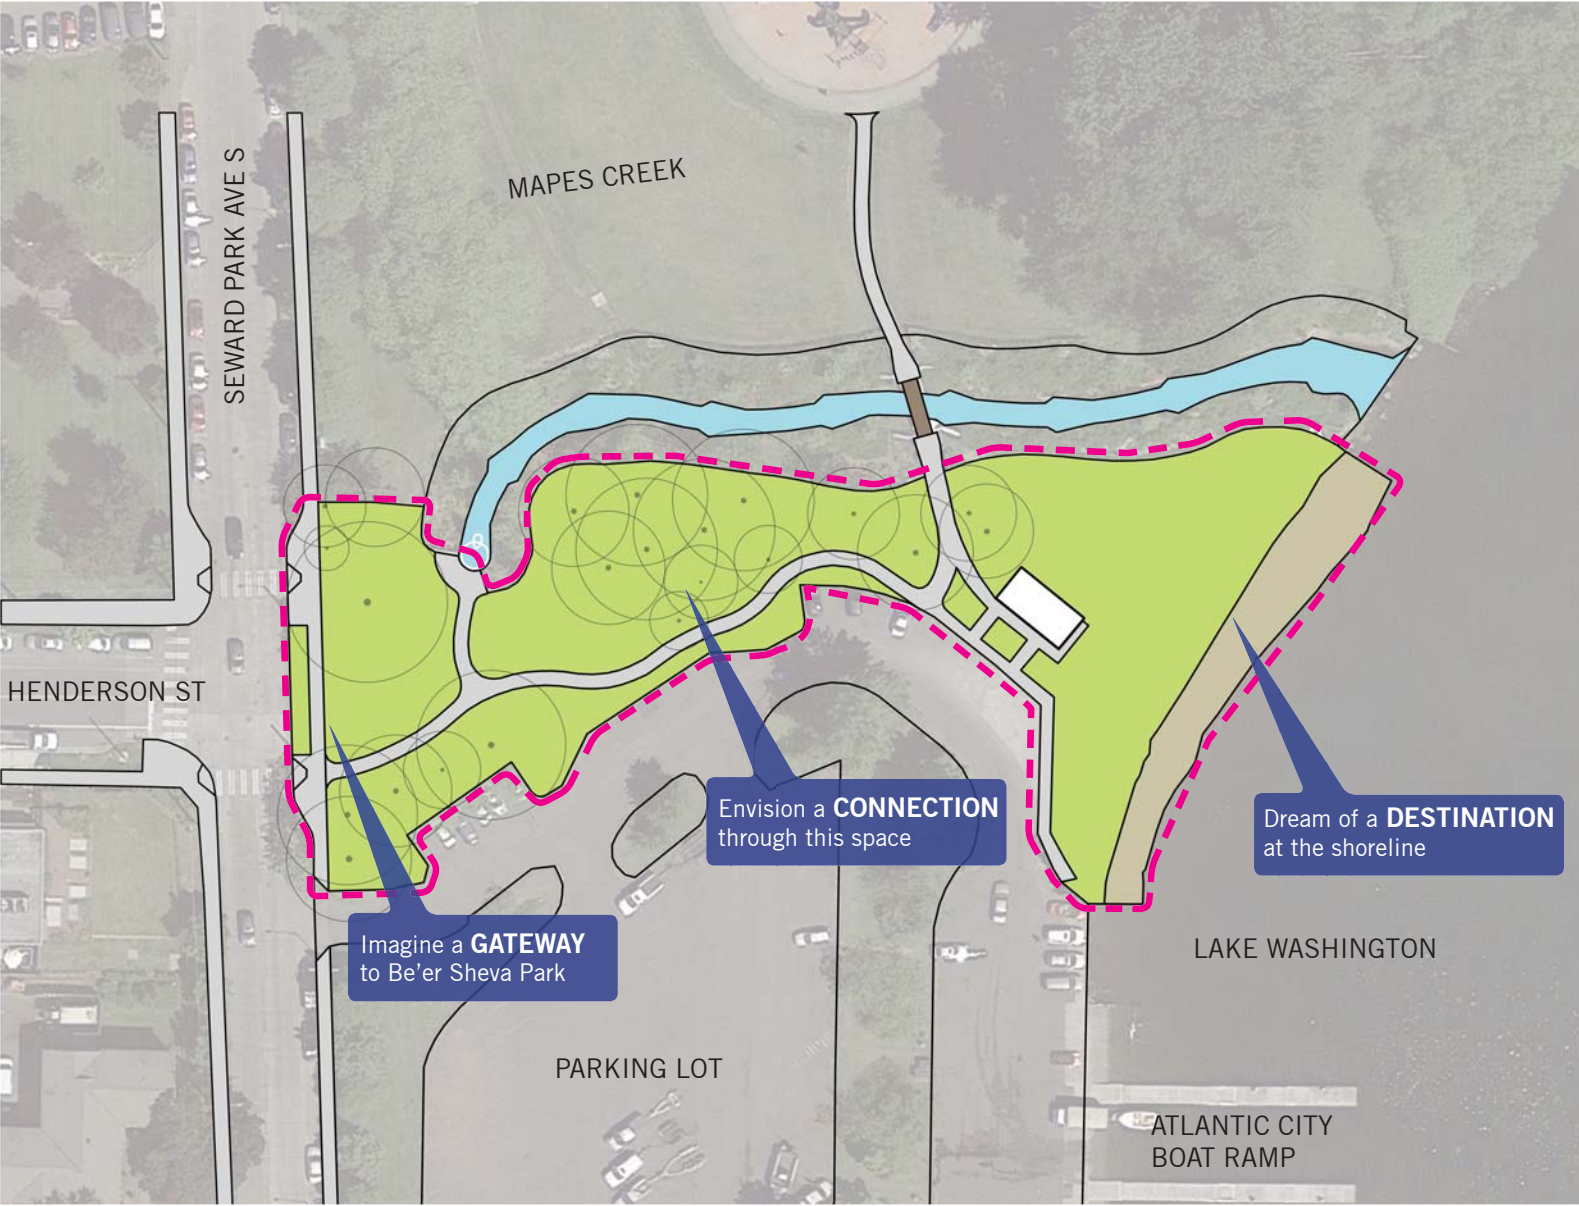 MAPES CREEK
SEWARD PARK AVE S
HENDERSON ST
Envision a CONNECTION
through this space
Dream of a DESTINATION
at the shoreline
Imagine a GATEWAY
to Be'er Sheva Park
LAKE WASHINGTON
PARKING LOT
ATLANTIC CITY
BOAT RAMP